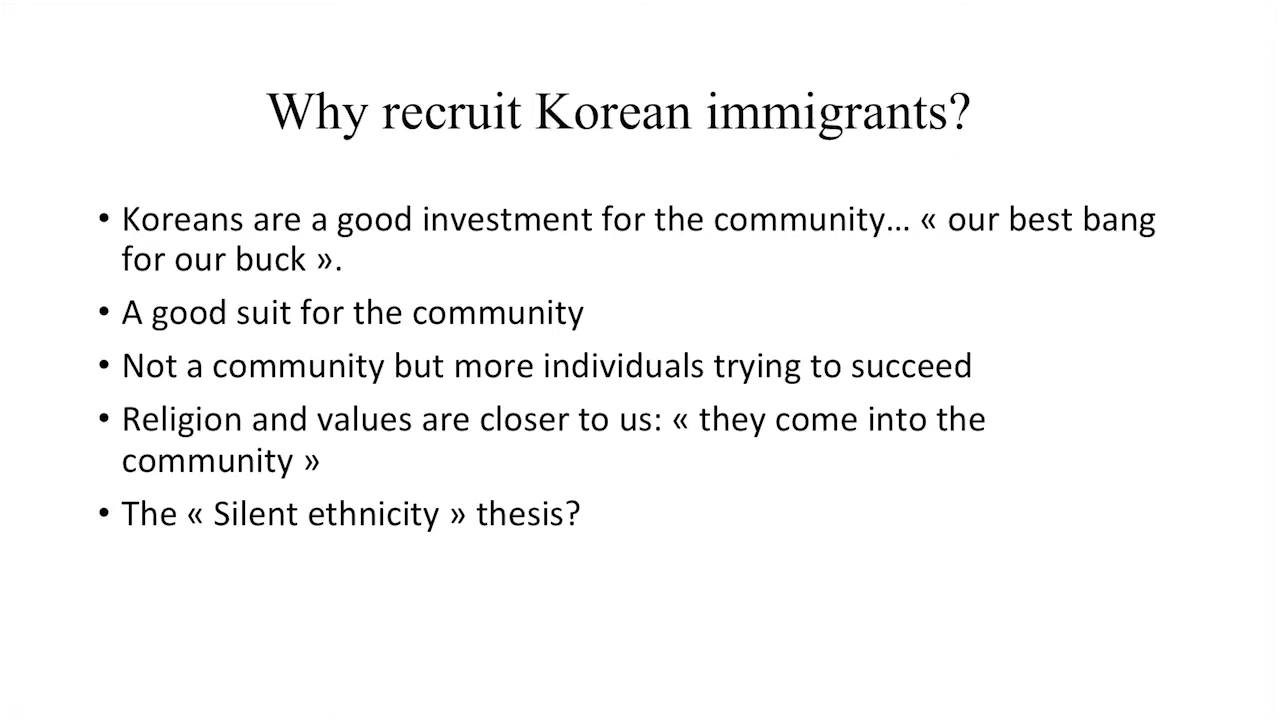 Why recruit Korean immigrants?
• Koreans are a good investment for the community… « our best bang
for our buck ».
• A good suit for the community
• Not a community but more individuals trying to succeed
• Religion and values are closer to us: « they come into the
community »
• The « Silent ethnicity » thesis?